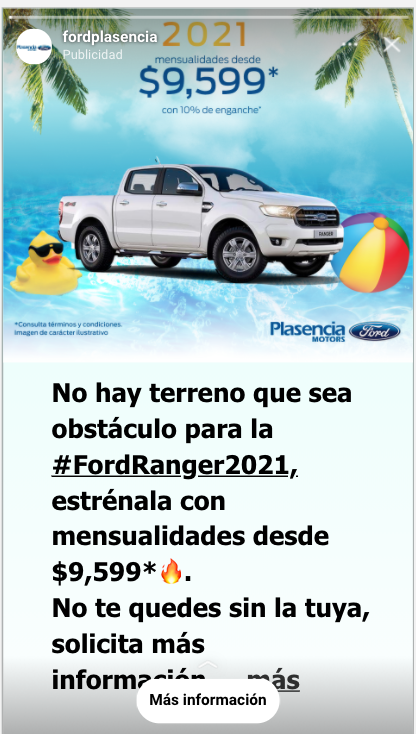 fordplasencia
Publicidad
2021
mensualidades desde
$9,599*
con 10% de enganche*
RANGER
*Consulta términos y condiciones.
Imagen de carácter ilustrativo
Plasencia
MOTORS
Ford
No hay terreno que sea
obstáculo para la
#FordRanger2021,
estrénala con
mensualidades desde
$9,599*🔥.
No te quedes sin la tuya,
solicita más
información ... más
Más información